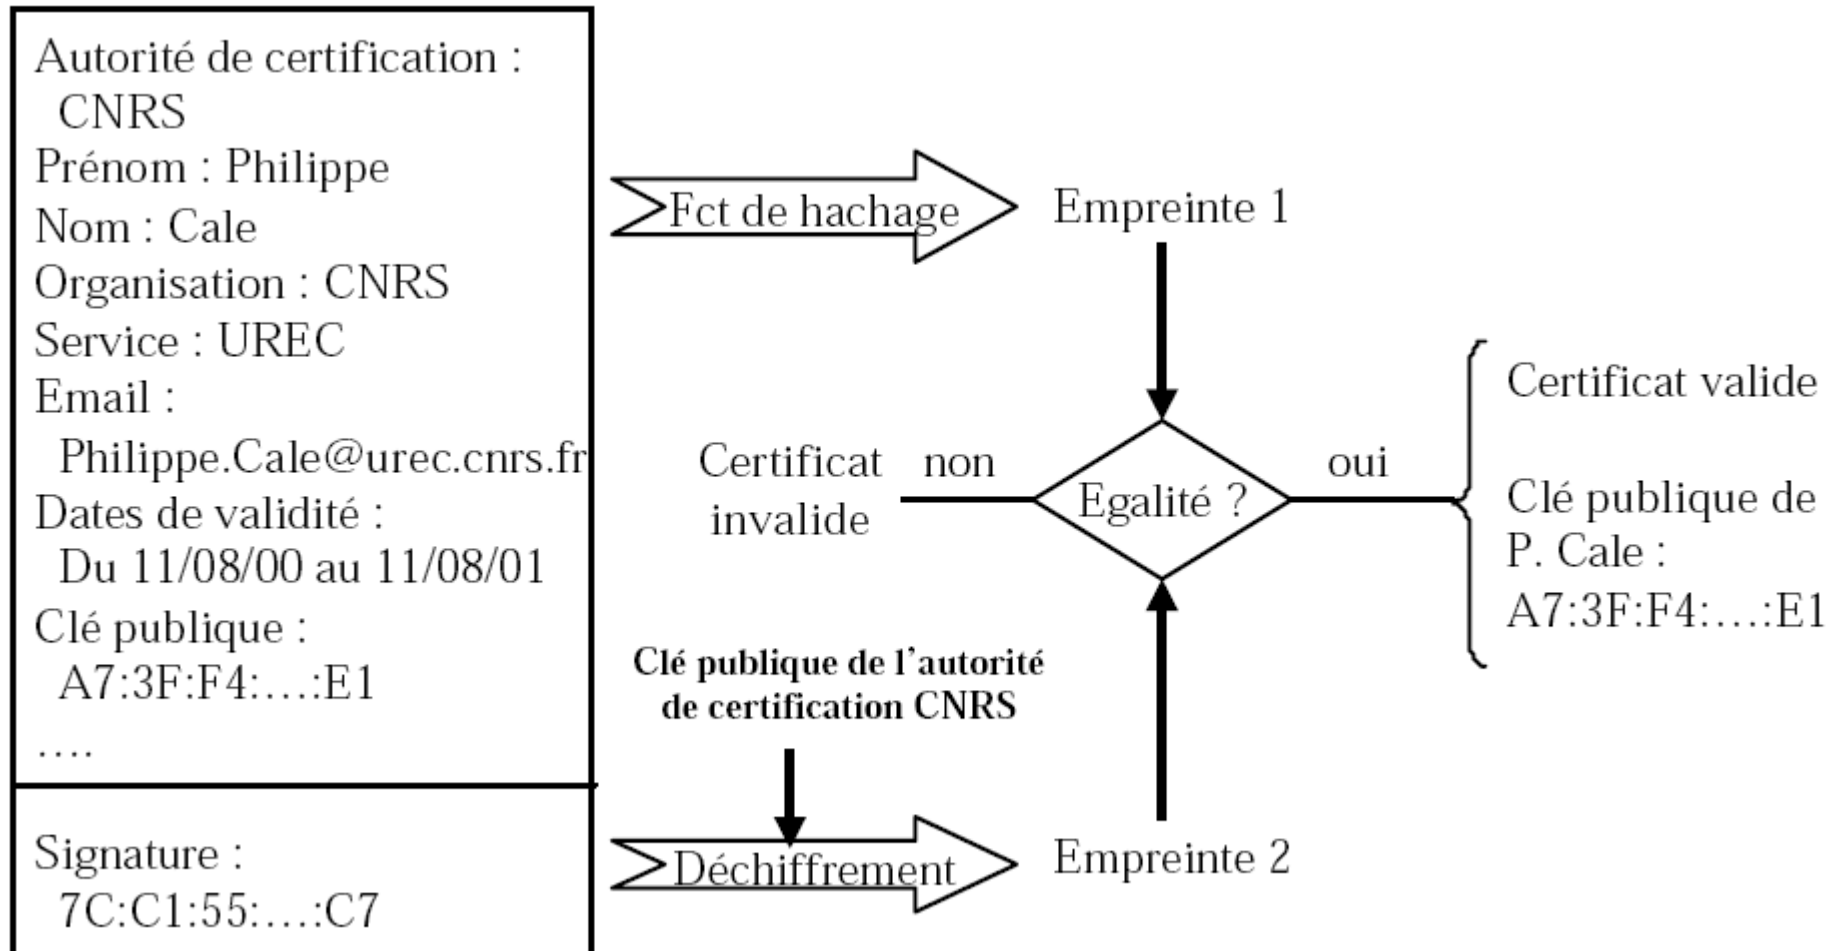 Autorité de certification :
CNRS
Prénom : Philippe
Nom : Cale
Organisation : CNRS
Service : UREC
Email :
Philippe.Cale@urec.cnrs.fr
Dates de validité :
Du 11/08/00 au 11/08/01
Clé publique :
A7:3F:F4:...:E1
....
Signature :
7C:C1:55:...:C7
Fct de hachage
Empreinte 1
Certificat
invalide
non
Egalité ?
oui
Certificat valide
Clé publique de
P. Cale :
A7:3F:F4:...:E1
Clé publique de l'autorité
de certification CNRS
Déchiffrement
Empreinte 2